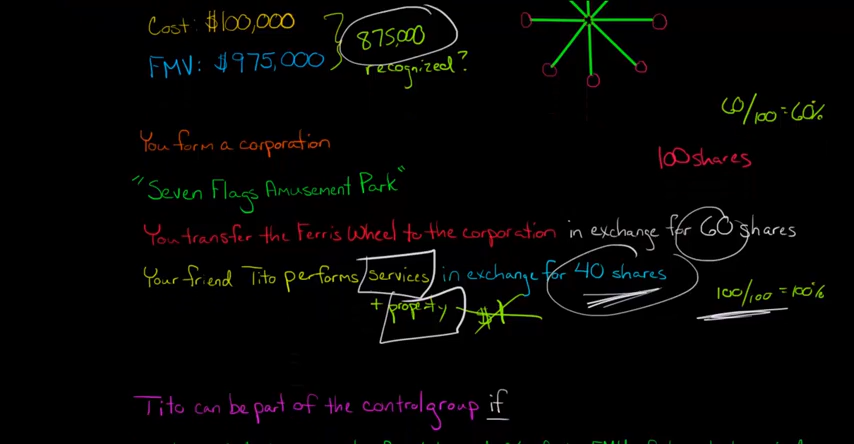 Cost: $100,000
875,000
FMV: $975,000
recognized?
60/100 = 60%
You form a corporation
100 shares
"Seven Flags Amusement Park"
You transfer the Ferris Wheel to the corporation in exchange for 60 shares
Your friend Tito performs services in exchange for 40 shares
100/100 = 100%
+ property $1
Tito can be part of the control group if